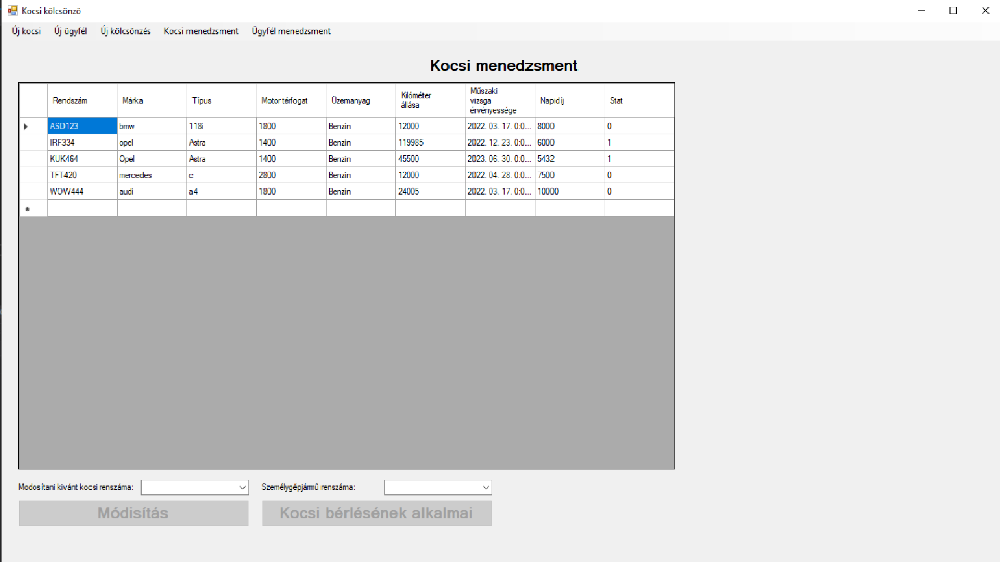 Kocsi kölcsönző
Új kocsi Új ügyfél Új kölcsönzés Kocsi menedzsment Ügyfél menedzsment
Kocsi menedzsment
Rendszám Márka Típus Motor térfogat Üzemanyag Kilóméter állása Műszaki vizsga érvényessége Napidíj Stat
ASD123 bmw 118i 1800 Benzin 12000 2022. 03. 17. 0:0... 8000 0
IRF334 opel Astra 1400 Benzin 119985 2022. 12. 23. 0:0... 6000 1
KUK464 Opel Astra 1400 Benzin 45500 2023. 06. 30. 0:0... 5432 1
TFT420 mercedes c 2800 Benzin 12000 2022. 04. 28. 0:0... 7500 0
WOW444 audi a4 1800 Benzin 24005 2022. 03. 17. 0:0... 10000 0
Modosítani kívánt kocsi renszáma: Személygépjármű renszáma:
Módisítás Kocsi bérlésének alkalmai